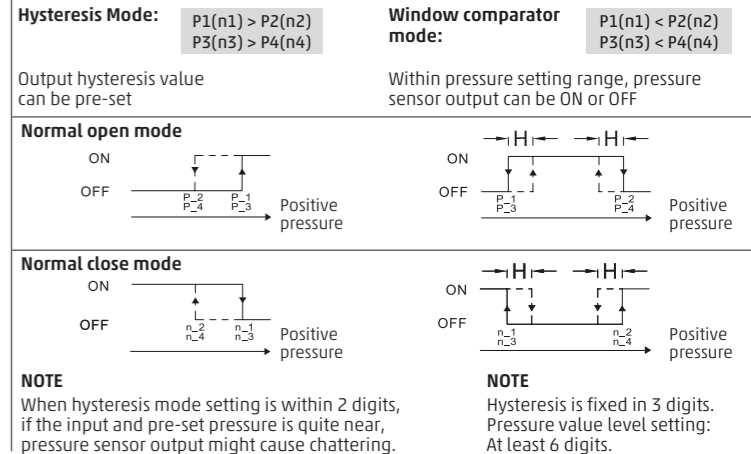 Hysteresis Mode:
P1(n1) > P2(n2)
P3(n3) > P4(n4)
Output hysteresis value
can be pre-set
Window comparator
mode:
P1(n1) < P2(n2)
P3(n3) < P4(n4)
Within pressure setting range, pressure
sensor output can be ON or OFF
Normal open mode
ON
OFF
P_2 P_1
P_4 P_3
Positive
pressure
H H
ON
OFF
P_1 P_2
P_3 P_4
Positive
pressure
Normal close mode
ON
OFF
n_2 n_1
n_4 n_3
Positive
pressure
H H
ON
OFF
n_1 n_2
n_3 n_4
Positive
pressure
NOTE
When hysteresis mode setting is within 2 digits,
if the input and pre-set pressure is quite near,
pressure sensor output might cause chattering.
NOTE
Hysteresis is fixed in 3 digits.
Pressure value level setting:
At least 6 digits.